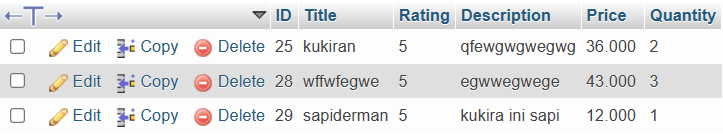 ID Title Rating Description Price Quantity
Edit Copy Delete 25 kukiran 5 qfewgwgwegwg 36.000 2
Edit Copy Delete 28 wffwfegwe 5 egwwegwege 43.000 3
Edit Copy Delete 29 sapiderman 5 kukira ini sapi 12.000 1